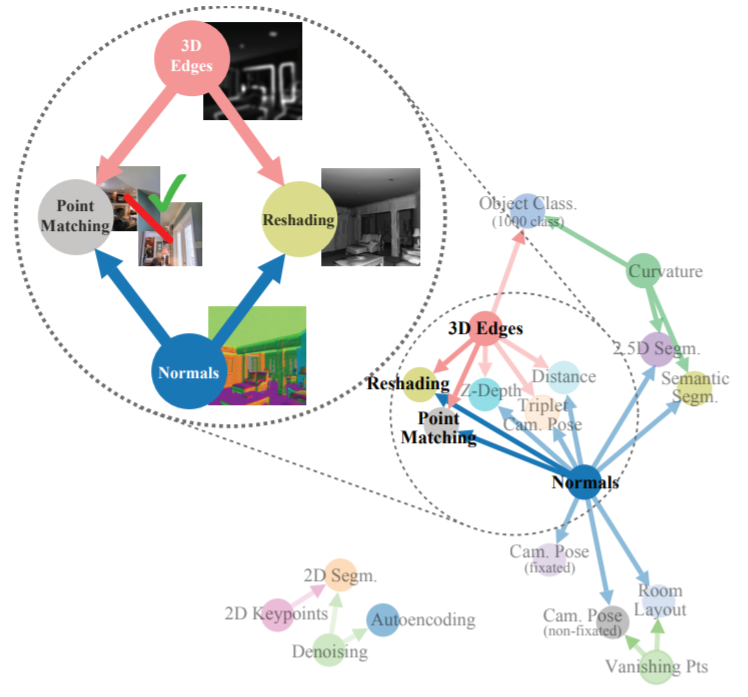 3D
Edges
Point
Matching
Reshading
Normals
Object Class.
(1000 class)
Curvature
3D Edges
2.5D Segm.
Reshading
Z-Depth
Distance
Semantic
Segm.
Triplet
Cam. Pose
Point
Matching
Normals
Cam. Pose
(fixated)
2D Segm.
2D Keypoints
Autoencoding
Denoising
Room
Layout
Cam. Pose
(non-fixated)
Vanishing Pts